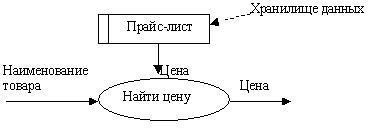 Хранилище данных
Прайс-лист
Наименование
товара
Цена
Цена
Найти цену